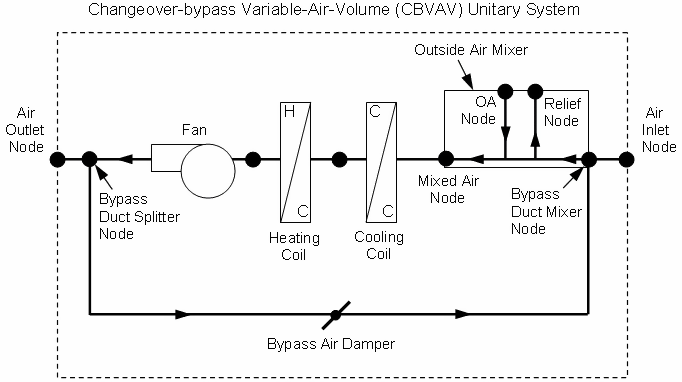 Changeover-bypass Variable-Air-Volume (CBVAV) Unitary System
Outside Air Mixer
Air
Outlet
Node
Fan
H
C
C
C
OA
Node
Relief
Node
Air
Inlet
Node
Bypass
Duct Splitter
Node
Heating
Coil
Cooling
Coil
Mixed Air
Node
Bypass
Duct Mixer
Node
Bypass Air Damper